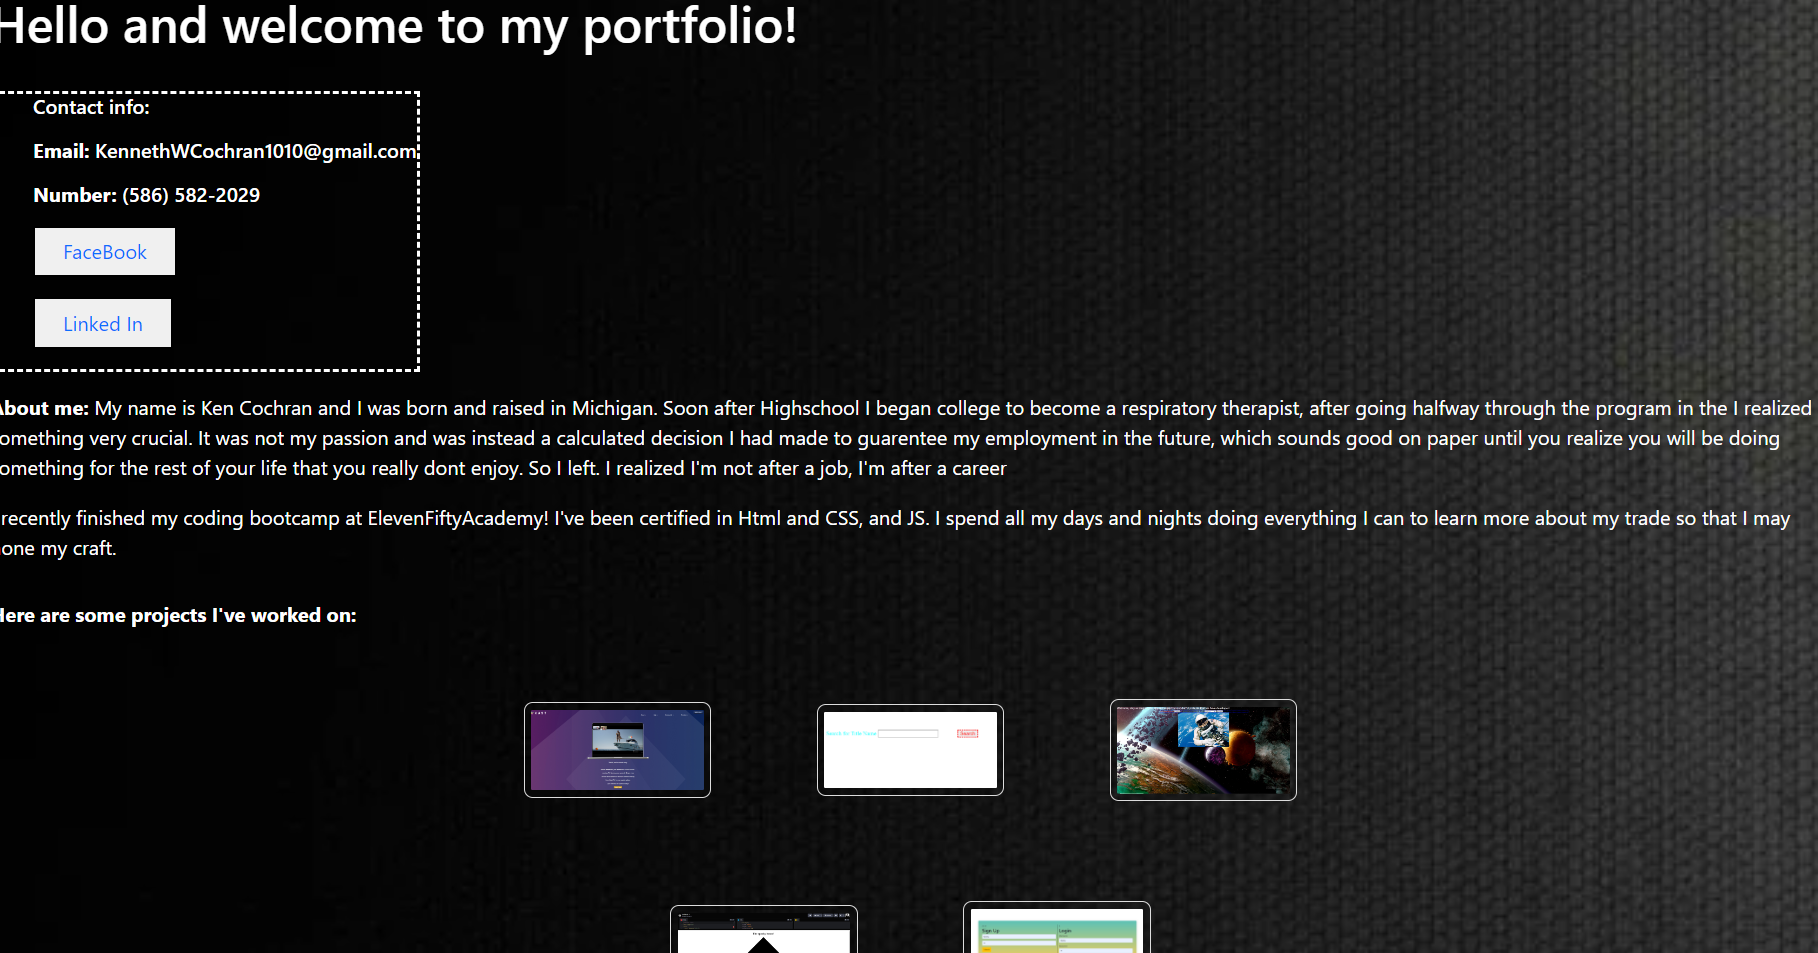 Hello and welcome to my portfolio!
Contact info:
Email: KennethWCochran1010@gmail.com
Number: (586) 582-2029
FaceBook
Linked In
About me: My name is Ken Cochran and I was born and raised in Michigan. Soon after Highschool I began college to become a respiratory therapist, after going halfway through the program in the I realized
omething very crucial. It was not my passion and was instead a calculated decision I had made to guarentee my employment in the future, which sounds good on paper until you realize you will be doing
omething for the rest of your life that you really dont enjoy. So I left. I realized I'm not after a job, I'm after a career
recently finished my coding bootcamp at ElevenFiftyAcademy! I've been certified in Html and CSS, and JS. I spend all my days and nights doing everything I can to learn more about my trade so that I may
one my craft.
Here are some projects I've worked on:
Search
Sign Up
Login